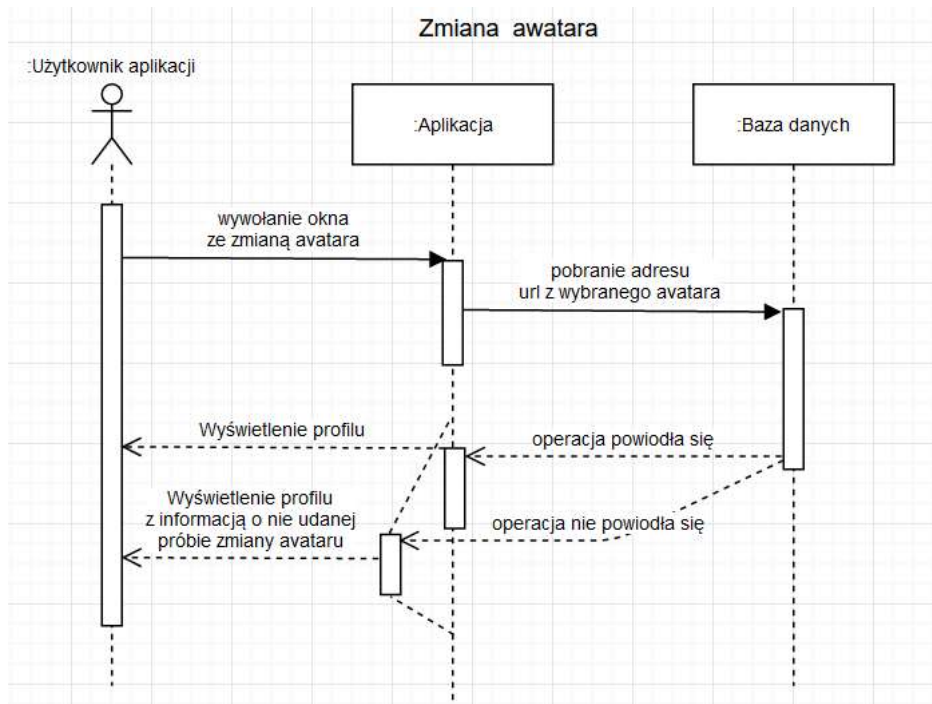 Zmiana awatara
:Użytkownik aplikacji
:Aplikacja
:Baza danych
wywołanie okna
ze zmianą avatara
pobranie adresu
url z wybranego avatara
Wyświetlenie profilu
operacja powiodła się
Wyświetlenie profilu
z informacją o nie udanej
próbie zmiany avataru
operacja nie powiodła się